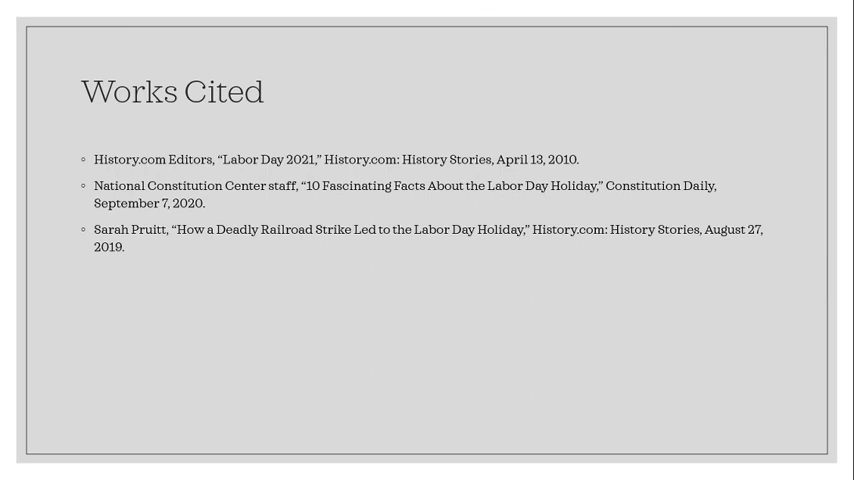 Works Cited
◦ History.com Editors, “Labor Day 2021,” History.com: History Stories, April 13, 2010.
◦ National Constitution Center staff, “10 Fascinating Facts About the Labor Day Holiday,” Constitution Daily,
September 7, 2020.
◦ Sarah Pruitt, “How a Deadly Railroad Strike Led to the Labor Day Holiday,” History.com: History Stories, August 27,
2019.